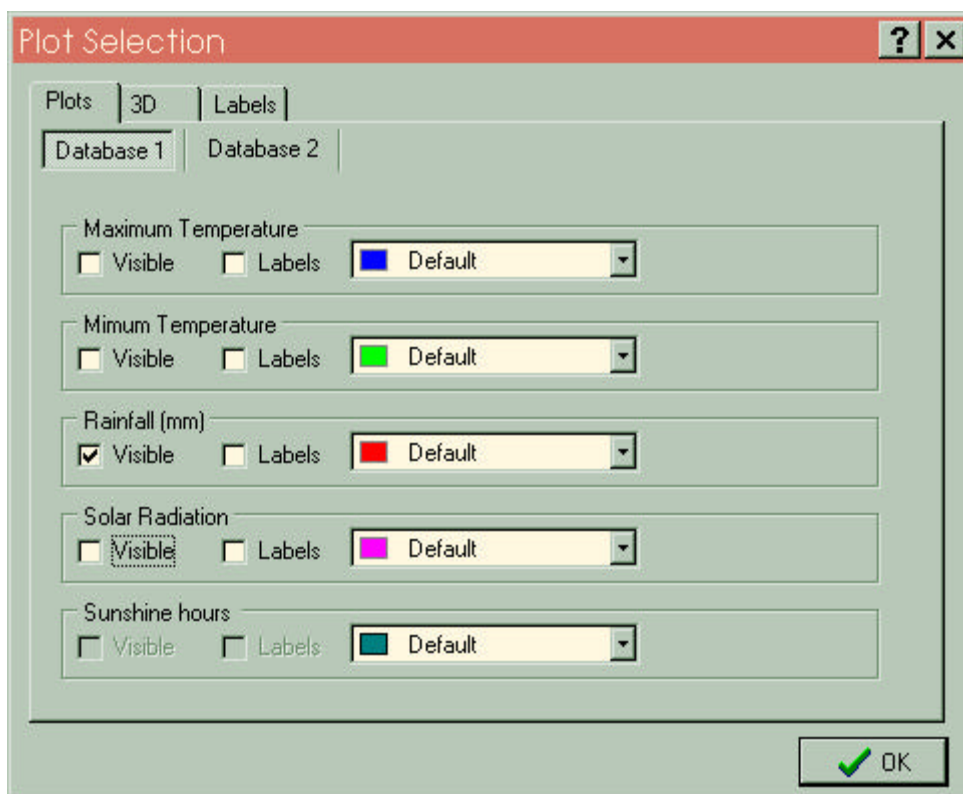 Plot Selection ? ×
Plots 3D Labels
Database 1 Database 2
Maximum Temperature
Visible Labels Default
Mimum Temperature
Visible Labels Default
Rainfall (mm)
Visible Labels Default
Solar Radiation
Visible Labels Default
Sunshine hours
Visible Labels Default
OK